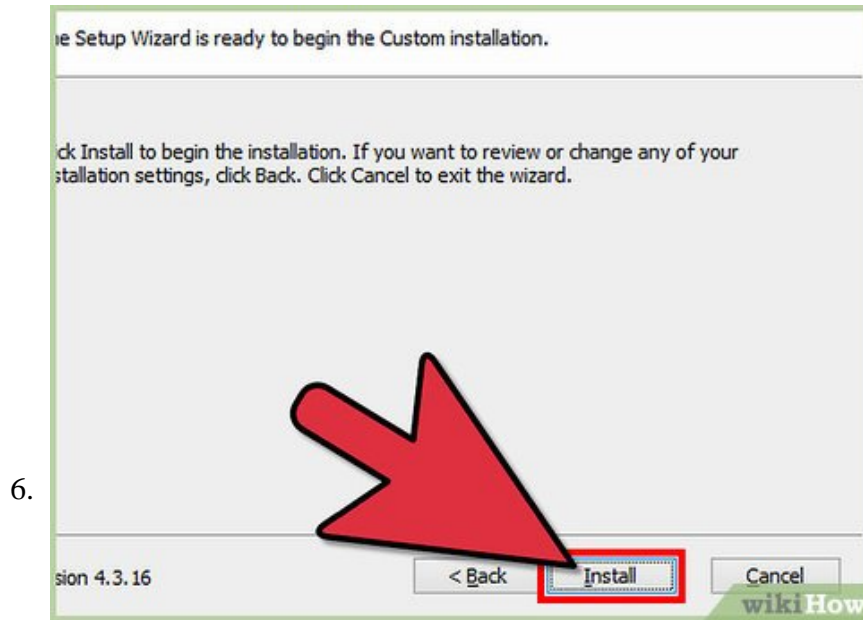 e Setup Wizard is ready to begin the Custom installation.
ick Install to begin the installation. If you want to review or change any of your
stallation settings, click Back. Click Cancel to exit the wizard.
6.
sion 4.3.16
< Back
Install
Cancel
wikiHow